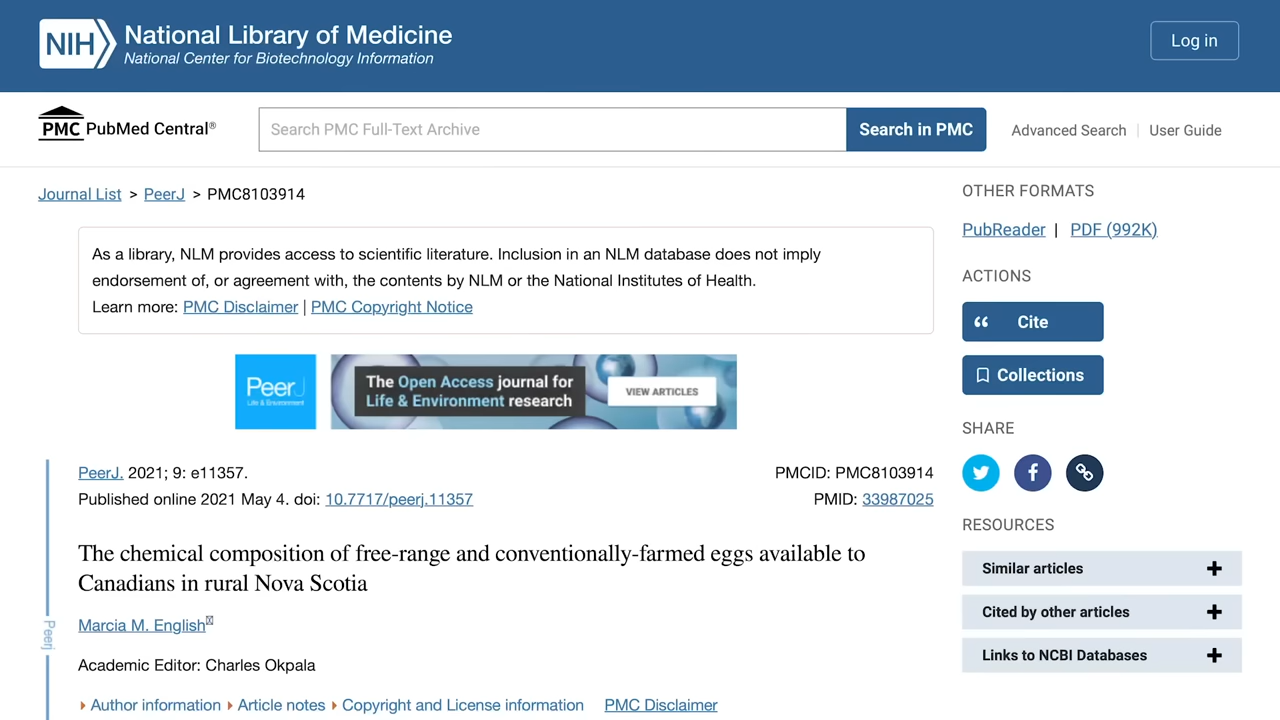 NIH National Library of Medicine
National Center for Biotechnology Information
Log in
PMC PubMed Central®
Search PMC Full-Text Archive
Search in PMC
Advanced Search
User Guide
Journal List > PeerJ > PMC8103914
As a library, NLM provides access to scientific literature. Inclusion in an NLM database does not imply
endorsement of, or agreement with, the contents by NLM or the National Institutes of Health.
Learn more: PMC Disclaimer | PMC Copyright Notice
PeerJ
Life & Environment
The Open Access journal for
Life & Environment research
VIEW ARTICLES
PeerJ. 2021; 9: e11357.
PMCID: PMC8103914
Published online 2021 May 4. doi: 10.7717/peerj.11357
PMID: 33987025
The chemical composition of free-range and conventionally-farmed eggs available to
Canadians in rural Nova Scotia
Marcia M. English
Academic Editor: Charles Okpala
Author information Article notes Copyright and License information PMC Disclaimer
PeerJ
OTHER FORMATS
PubReader | PDF (992K)
ACTIONS
Cite
Collections
SHARE
RESOURCES
Similar articles
Cited by other articles
Links to NCBI Databases